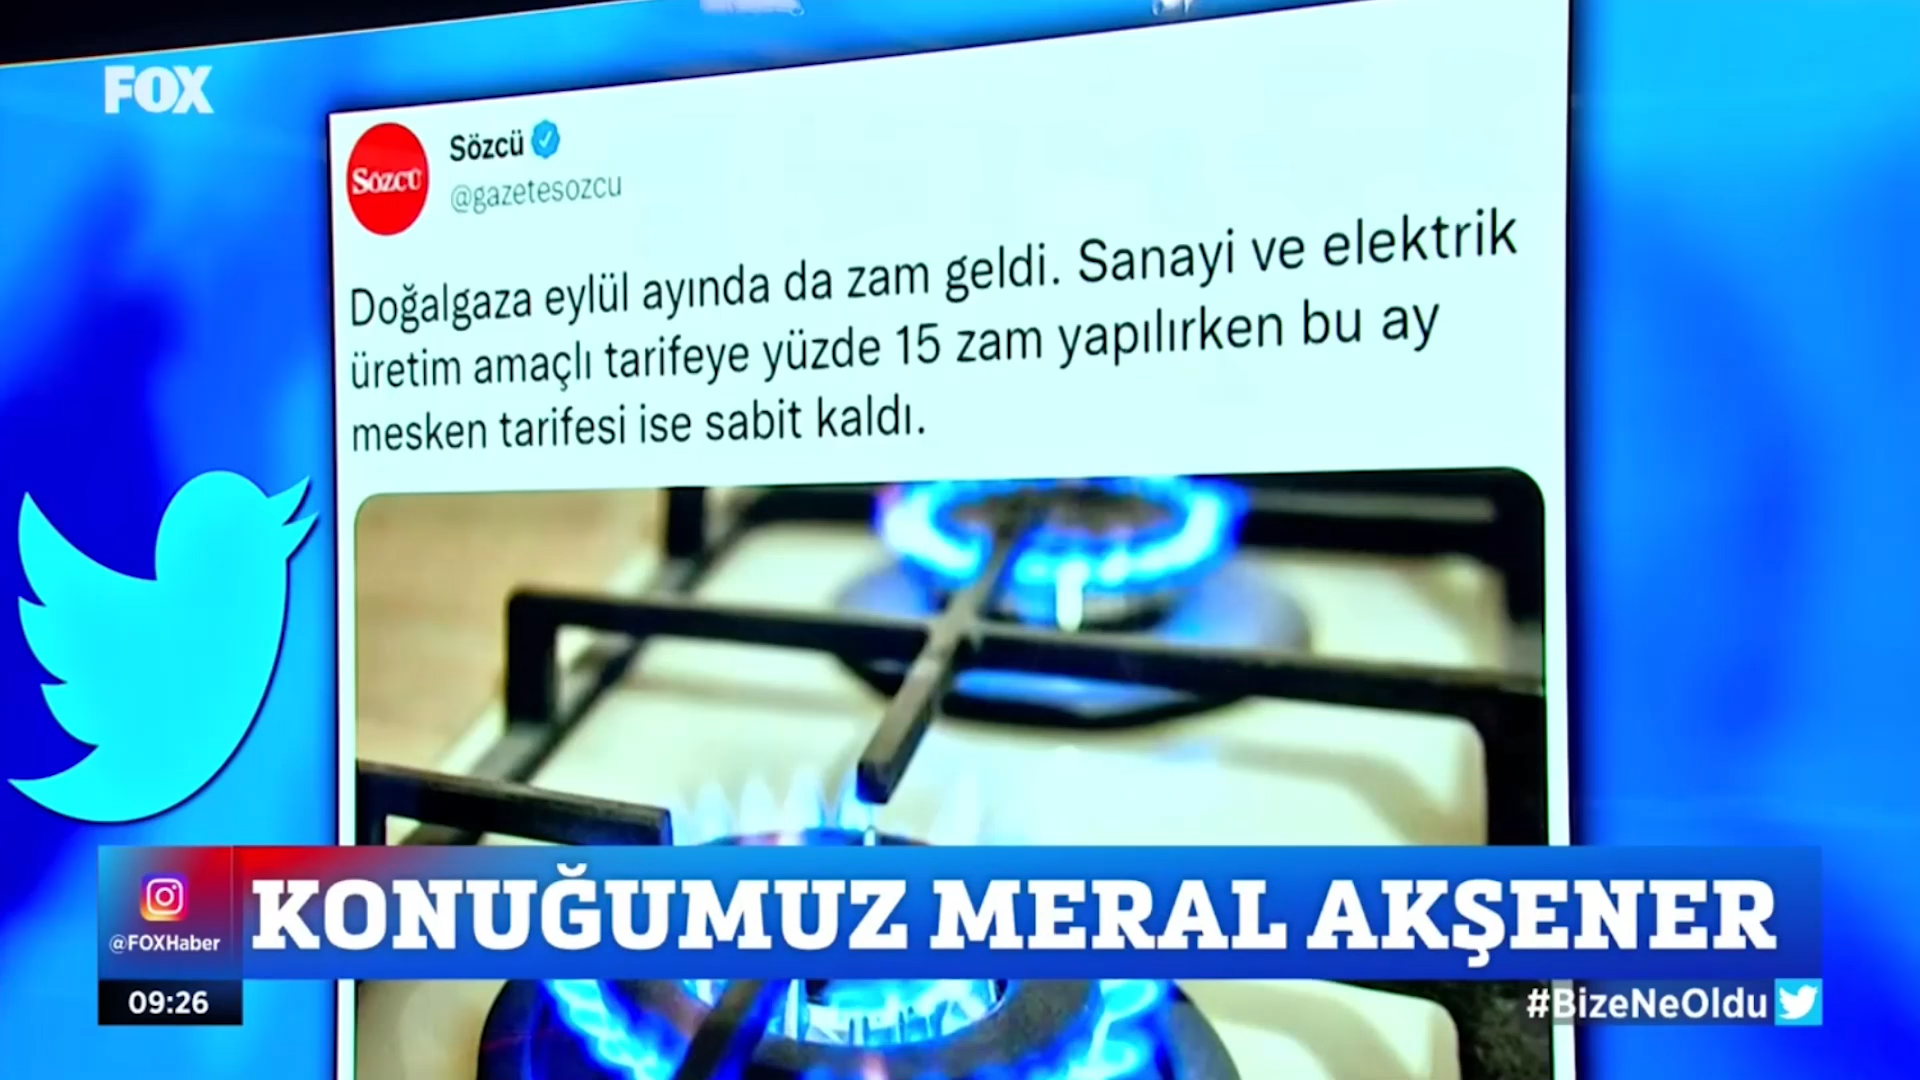 FOX
SÖZCÜ
Sözcü
@gazetesozcu
Doğalgaza eylül ayında da zam geldi. Sanayi ve elektrik
üretim amaçlı tarifeye yüzde 15 zam yapılırken bu ay
mesken tarifesi ise sabit kaldı.
@FOXHaber
KONUĞUMUZ MERAL AKŞENER
09:26
#BizeNeOldu